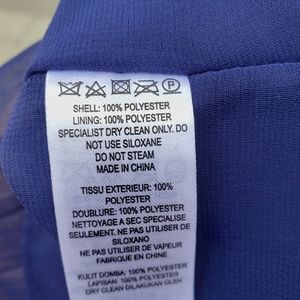 SHELL: 100% POLYESTER
LINING: 100% POLYESTER
SPECIALIST DRY CLEAN ONLY. DO
NOT USE SILOXANE
DO NOT STEAM
MADE IN CHINA
TISSU EXTERIEUR: 100%
POLYESTER
DOUBLURE: 100% POLYESTER
NETTOYAGE A SEC SPECIALISE
SEULEMENT. NE PAS UTILISER DE
SILOXANO
NE PAS UTILISER DE VAPEUR
FABRIQUE EN CHINE
KULIT DOMBA: 100% POLYESTER
LAPISAN: 100% POLYESTER
DRY CLEAN DILAKUKAN OLEH